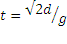 t = √2d/g